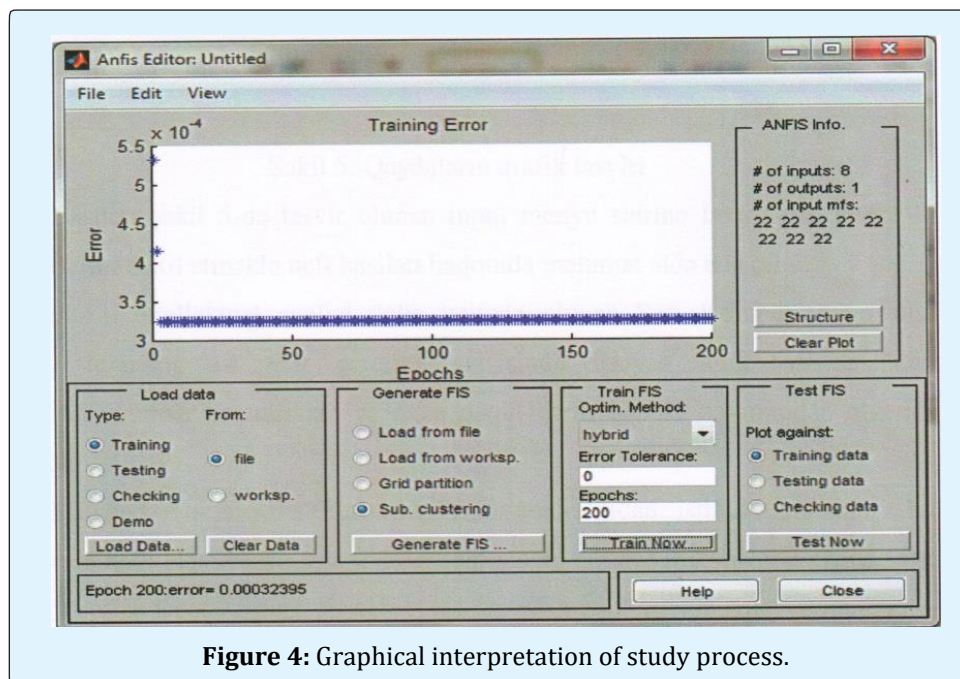 Anfis Editor: Untitled
File Edit View
Training Error
× 10⁻⁴
5.5
5
4.5
4
3.5
3
Error
0 50 100 150 200
Epochs
ANFIS Info.
# of inputs: 8
# of outputs: 1
# of input mfs:
22 22 22 22 22
22 22 22
Structure
Clear Plot
Load data
Type: From:
Training
file
Testing
Checking
worksp.
Demo
Load Data... Clear Data
Generate FIS
Load from file
Load from worksp.
Grid partition
Sub. clustering
Generate FIS ...
Train FIS
Optim. Method:
hybrid
Error Tolerance:
0
Epochs:
200
Train Now
Test FIS
Plot against:
Training data
Testing data
Checking data
Test Now
Epoch 200:error= 0.00032395
Help Close
Figure 4: Graphical interpretation of study process.